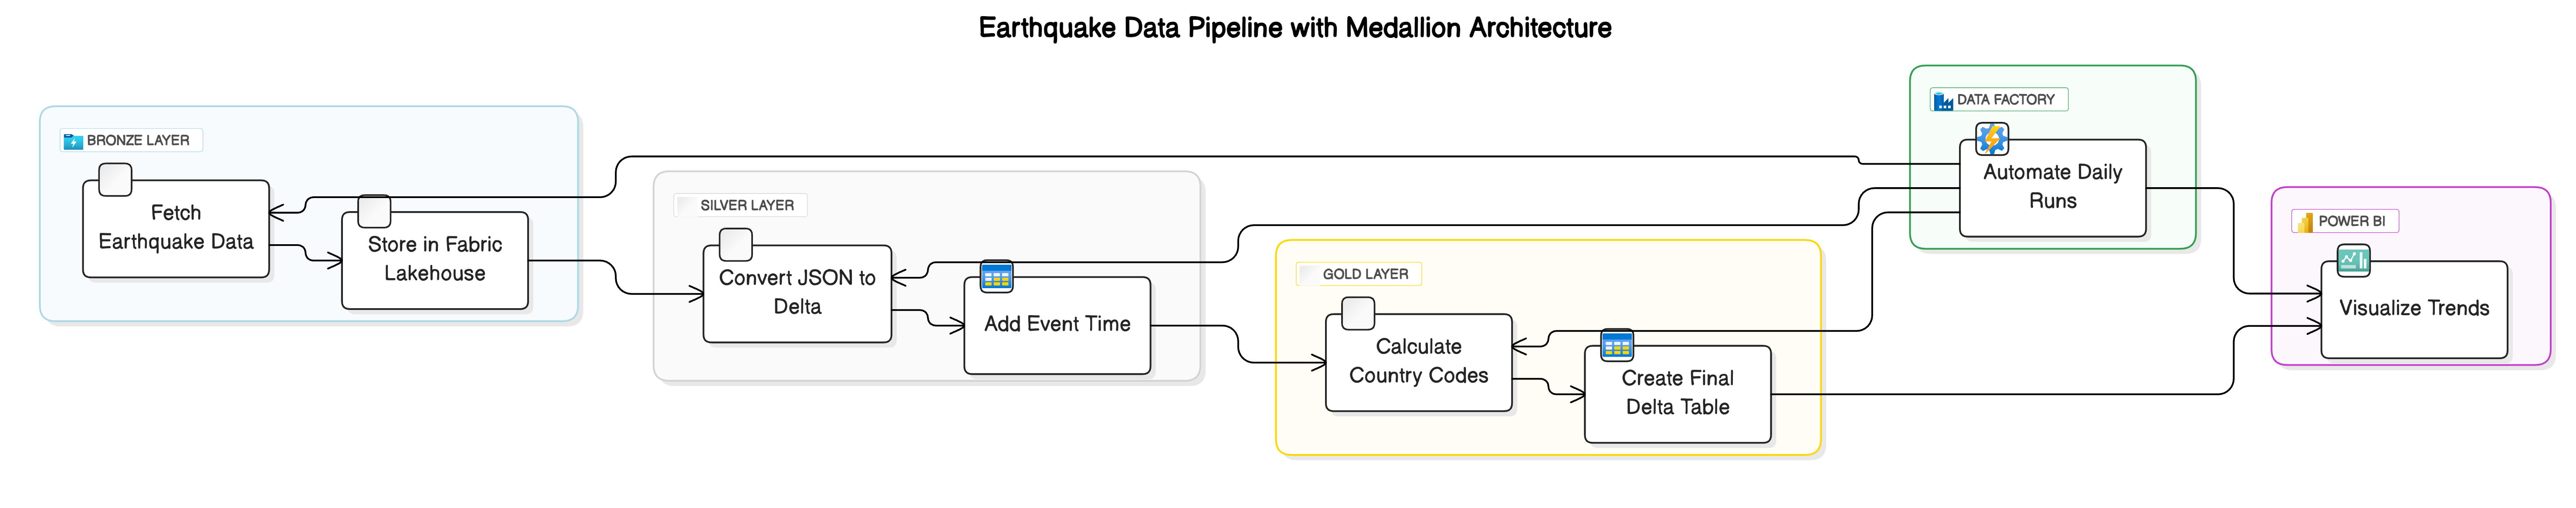 Earthquake Data Pipeline with Medallion Architecture
BRONZE LAYER
Fetch
Earthquake Data
Store in Fabric
Lakehouse
SILVER LAYER
Convert JSON to
Delta
Add Event Time
GOLD LAYER
Calculate
Country Codes
Create Final
Delta Table
DATA FACTORY
Automate Daily
Runs
POWER BI
Visualize Trends